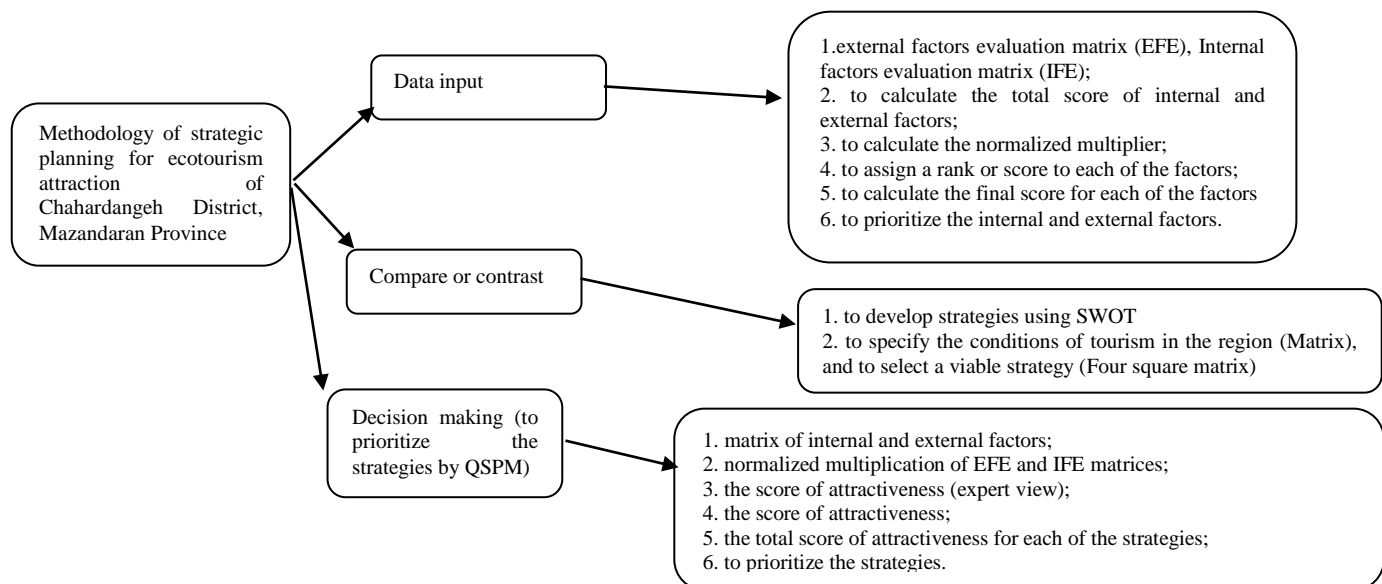 Methodology of strategic
planning for ecotourism
attraction of
Chahardangeh District,
Mazandaran Province
Data input
1.external factors evaluation matrix (EFE), Internal
factors evaluation matrix (IFE);
2. to calculate the total score of internal and
external factors;
3. to calculate the normalized multiplier;
4. to assign a rank or score to each of the factors;
5. to calculate the final score for each of the factors
6. to prioritize the internal and external factors.
Compare or contrast
1. to develop strategies using SWOT
2. to specify the conditions of tourism in the region (Matrix),
and to select a viable strategy (Four square matrix)
Decision making (to
prioritize the
strategies by QSPM)
1. matrix of internal and external factors;
2. normalized multiplication of EFE and IFE matrices;
3. the score of attractiveness (expert view);
4. the score of attractiveness;
5. the total score of attractiveness for each of the strategies;
6. to prioritize the strategies.